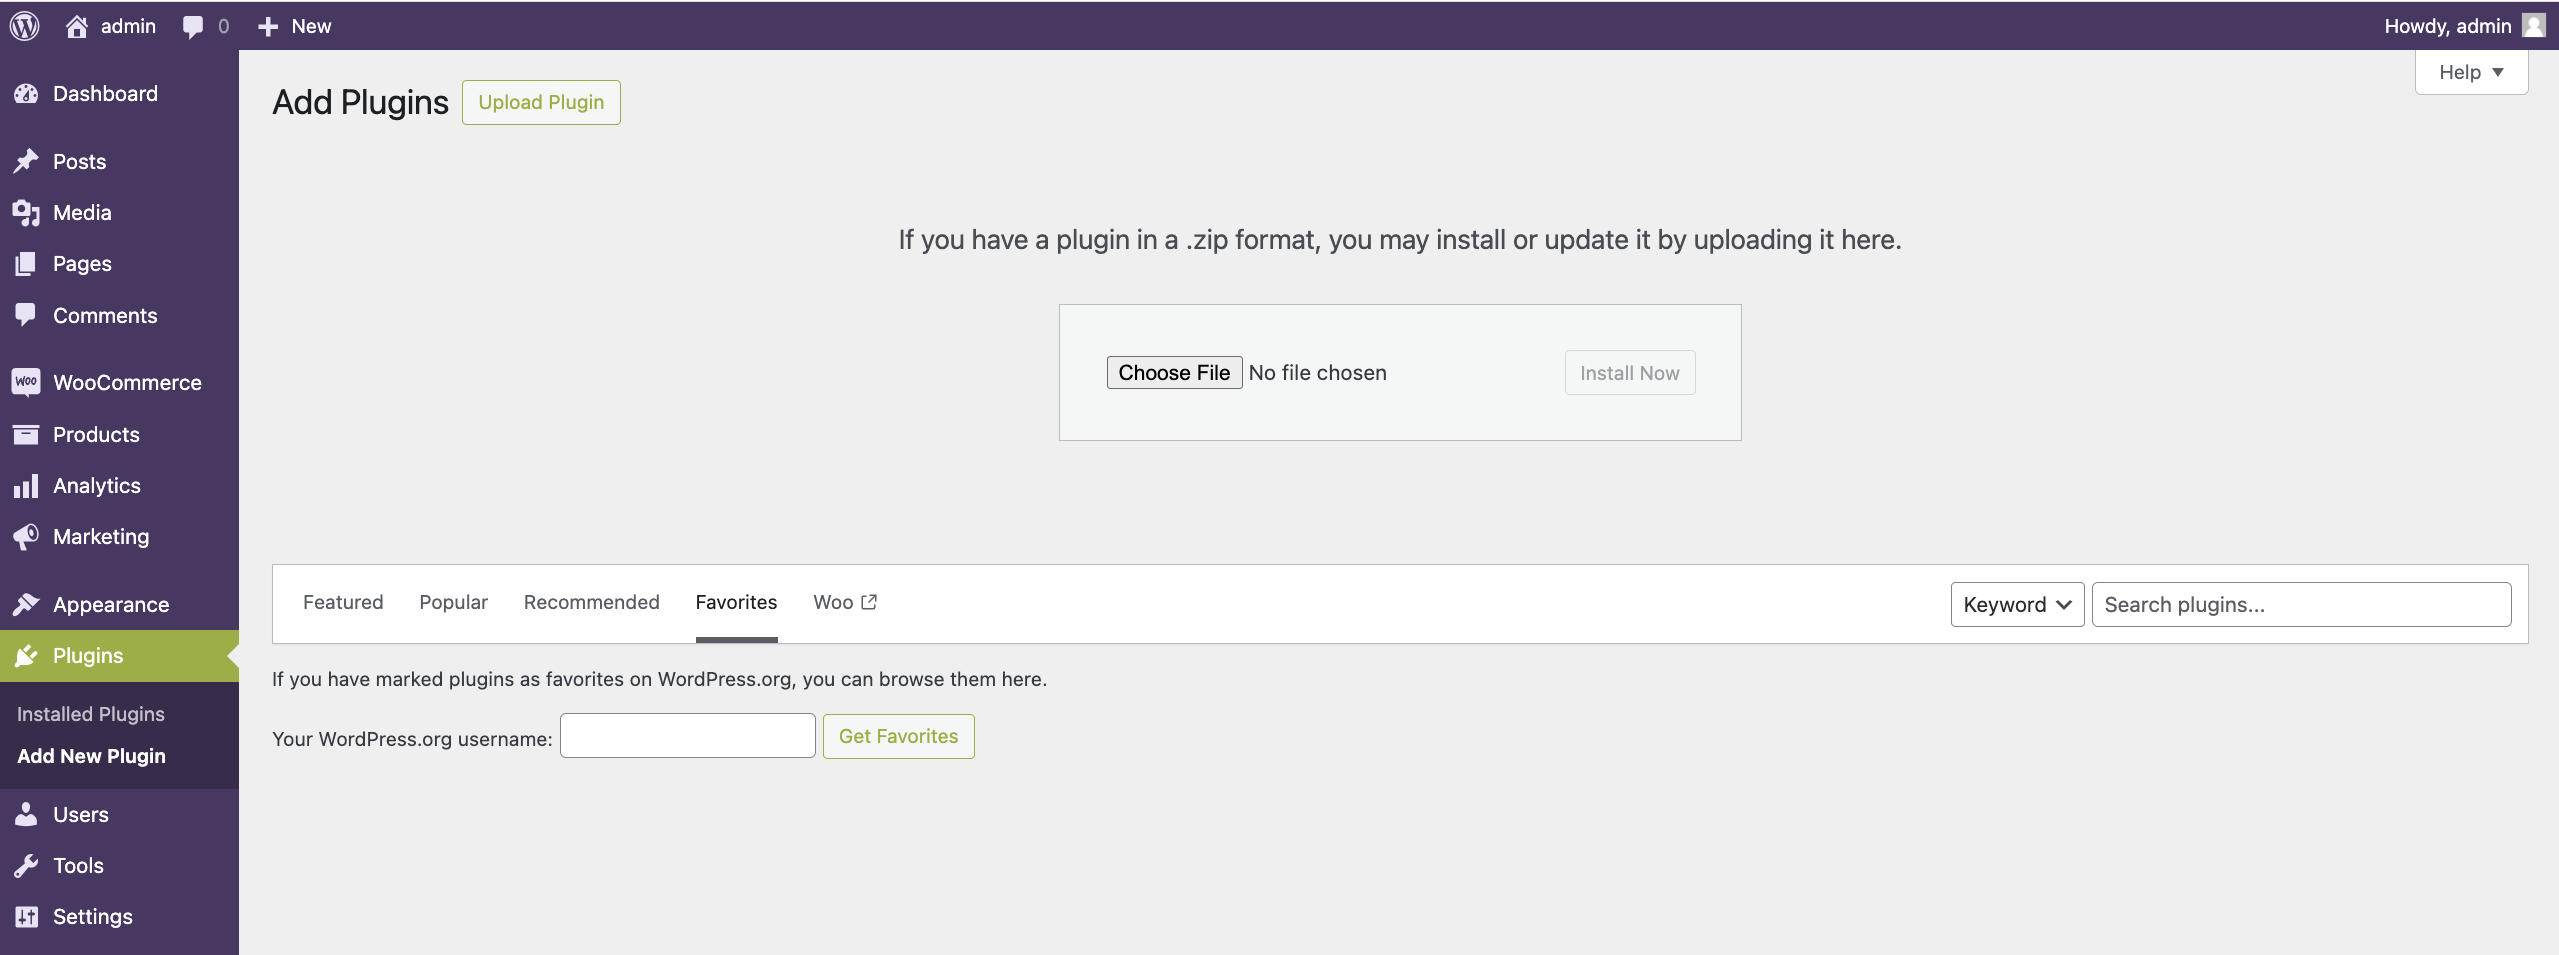 admin
0
New
Howdy, admin
Help
Dashboard
Posts
Media
Pages
Comments
Woo WooCommerce
Products
Analytics
Marketing
Appearance
Plugins
Installed Plugins
Add New Plugin
Users
Tools
Settings
Add Plugins
Upload Plugin
If you have a plugin in a .zip format, you may install or update it by uploading it here.
Choose File No file chosen
Install Now
Featured
Popular
Recommended
Favorites
Woo
Keyword
Search plugins...
If you have marked plugins as favorites on WordPress.org, you can browse them here.
Your WordPress.org username:
Get Favorites